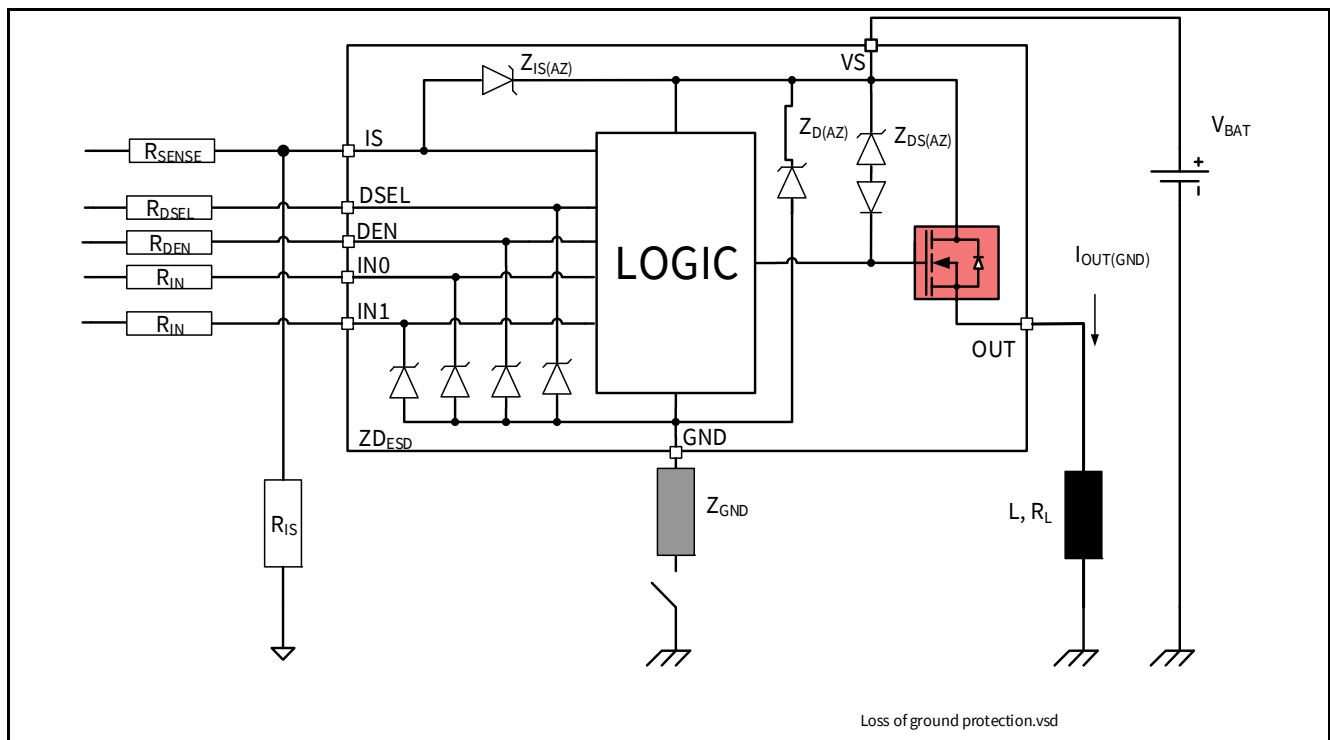 VS
Z_IS(AZ)
Z_D(AZ)
Z_DS(AZ)
V_BAT
+
-
IS
R_SENSE
DSEL
R_DSEL
DEN
R_DEN
IN0
R_IN
IN1
R_IN
LOGIC
I_OUT(GND)
OUT
ZD_ESD
GND
Z_GND
R_IS
L, R_L
Loss of ground protection.vsd